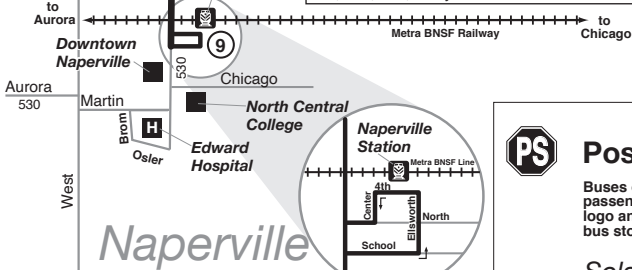 to
Aurora
to
Chicago
Metra BNSF Railway
9
Downtown
Naperville
530
Chicago
Aurora
530
Martin
North Central
College
Brom
H
Edward
Hospital
Osler
West
Naperville
Naperville
Station
Metra BNSF Line
4th
Center
Ellsworth
North
School
PS
Pos
Buses
passen
logo an
bus sto